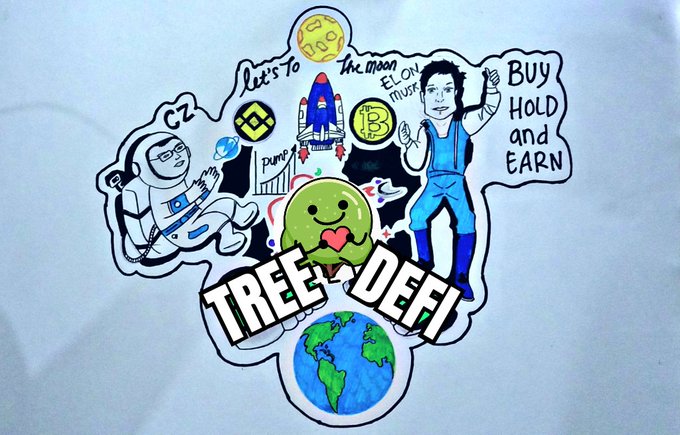 let's To the moon
CZ
ELON
MUSK
BUY
HOLD
and
EARN
PUMP
TREE DEFI